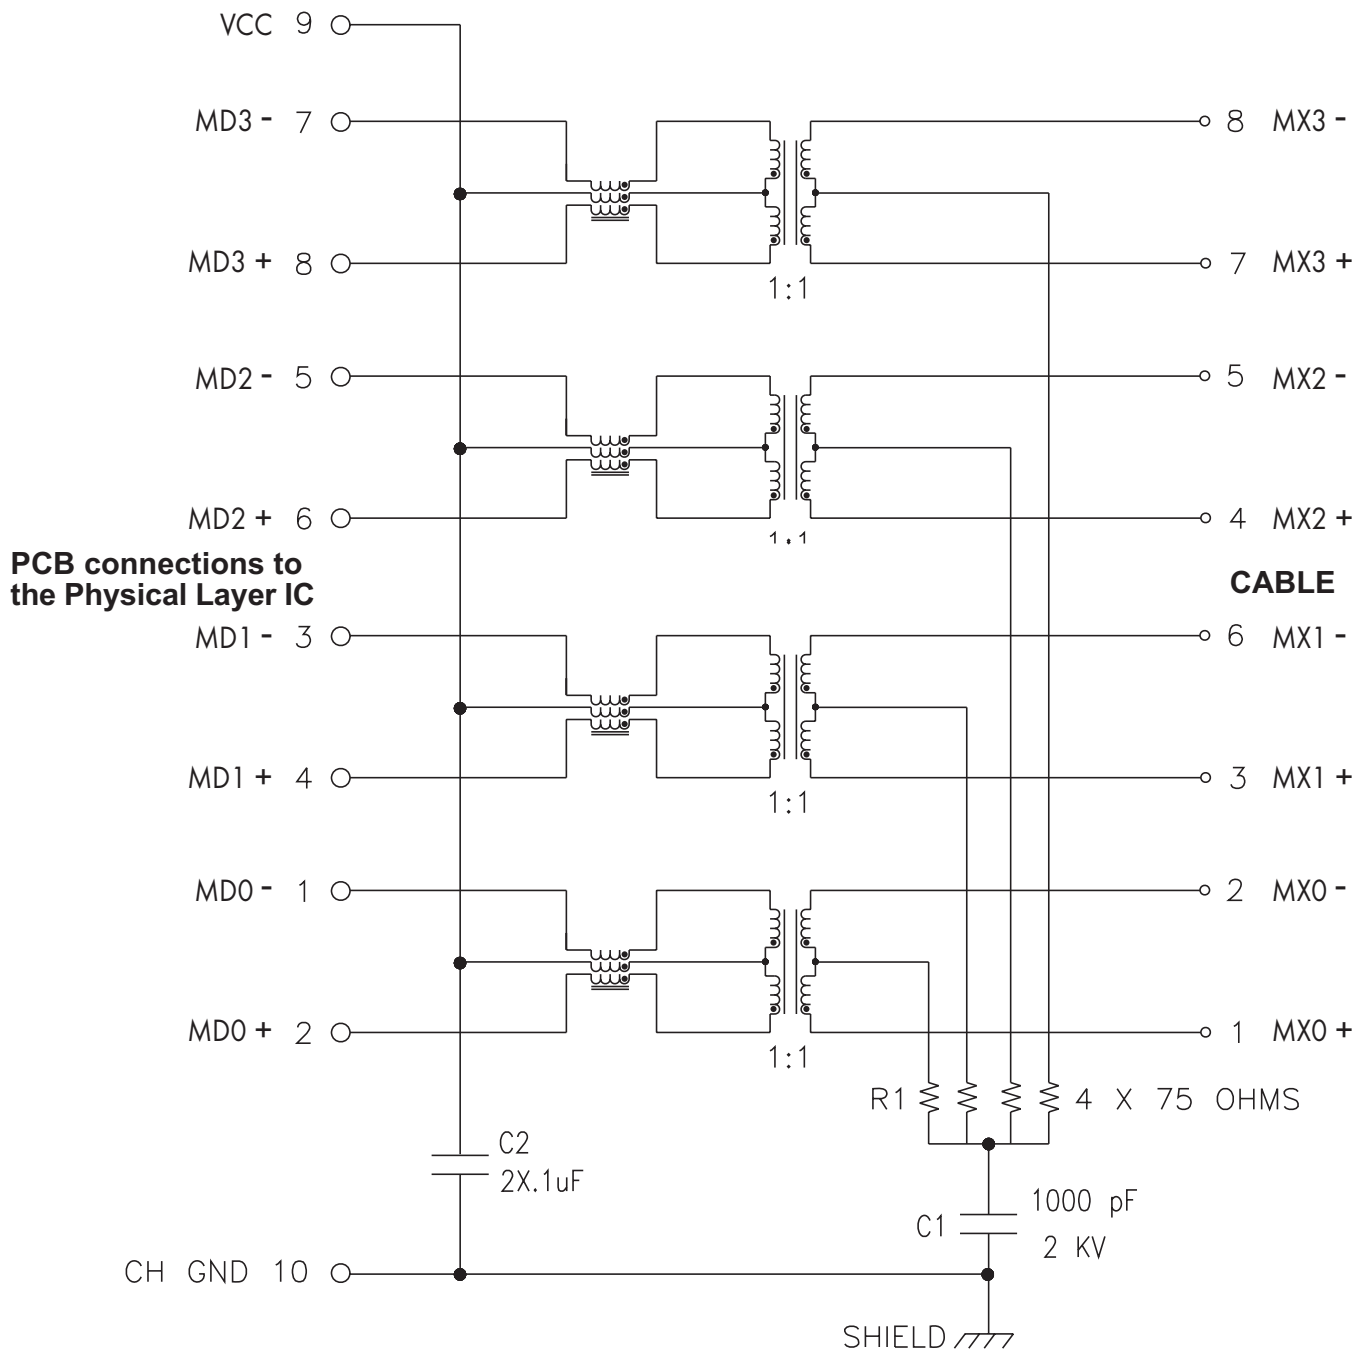 VCC 9
MD3 - 7
8 MX3 -
MD3 + 8
7 MX3 +
1:1
MD2 - 5
5 MX2 -
MD2 + 6
4 MX2 +
1.1
PCB connections to
the Physical Layer IC
CABLE
MD1 - 3
6 MX1 -
MD1 + 4
3 MX1 +
1:1
MD0 - 1
2 MX0 -
MD0 + 2
1 MX0 +
1:1
R1
4 X 75 OHMS
C2
2X.1uF
1000 pF
C1
2 KV
CH GND 10
SHIELD